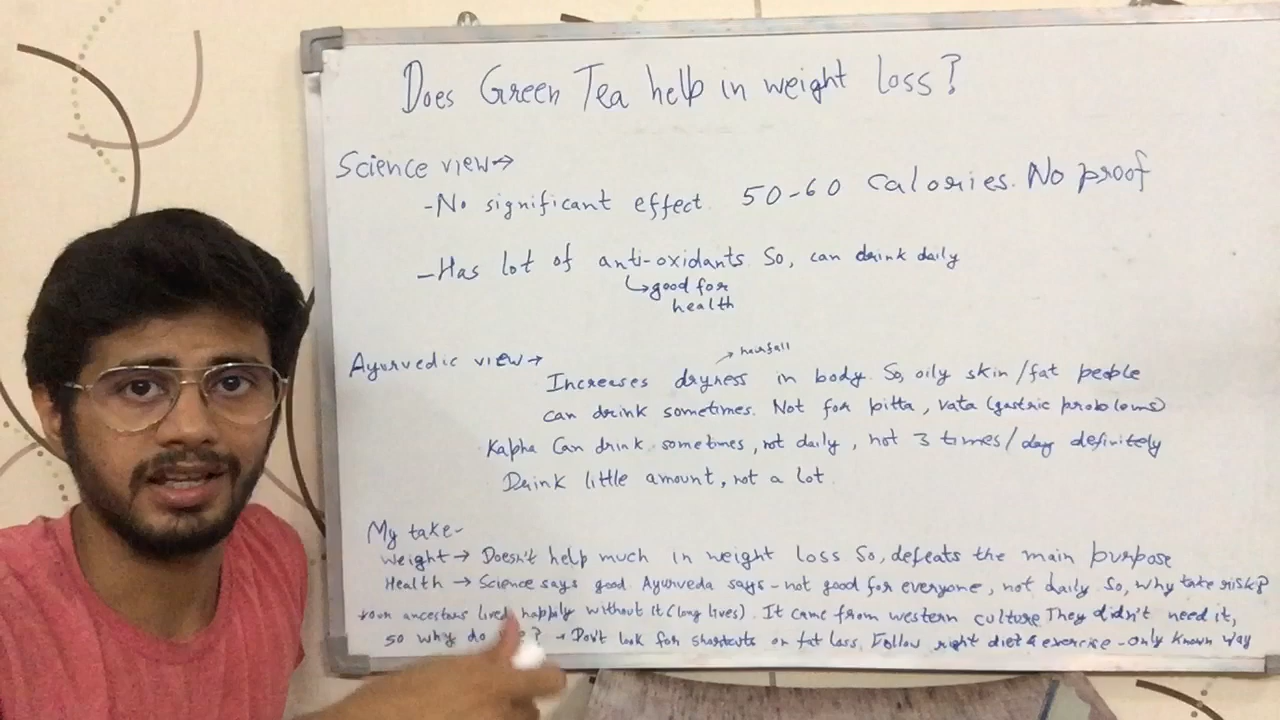 Does Green Tea help in weight loss?
Science view→
-No significant effect. 50-60 calories. No proof
-Has lot of anti-oxidants So, can drink daily
↳good for
health
Ayurvedic view→
→ hairfall
Increases dryness in body. So, oily skin/fat people
can drink sometimes. Not for pitta, vata (gastric problems)
Kapha Can drink sometimes, not daily, not 3 times/day definitely
Drink little amount, not a lot
My take-
Weight → Doesn't help much in weight loss So, defeats the main purpose
Health → Science says good. Ayurveda says - not good for everyone, not daily. So, why take risk?
Your ancestors lived happily without it (long lives). It came from western culture. They didn't need it,
so why do ? → Don't look for shortcuts on fat loss. Follow right diet & exercise - only known way